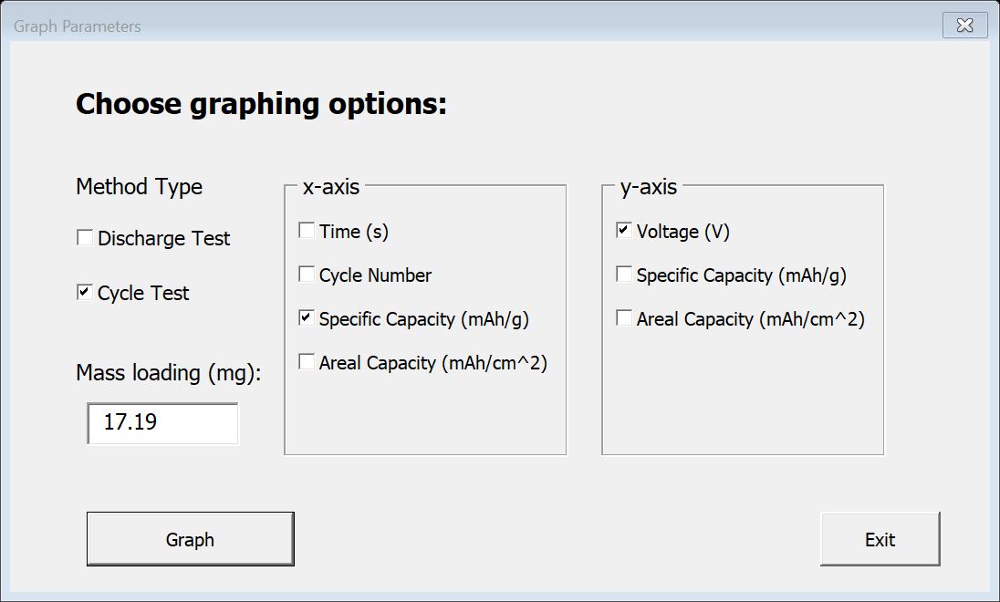 Graph Parameters
Choose graphing options:
Method Type
Discharge Test
Cycle Test
Mass loading (mg):
17.19
x-axis
Time (s)
Cycle Number
Specific Capacity (mAh/g)
Areal Capacity (mAh/cm^2)
y-axis
Voltage (V)
Specific Capacity (mAh/g)
Areal Capacity (mAh/cm^2)
Graph
Exit